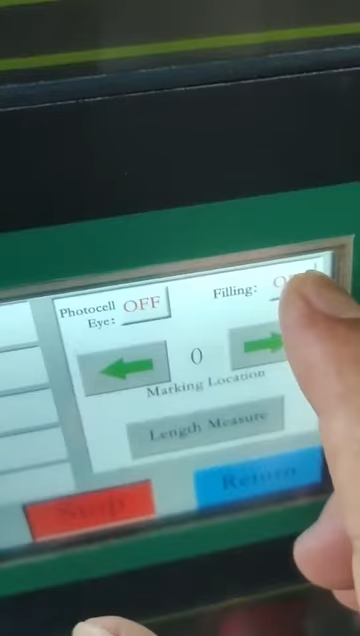 Photocell OFF
Eye:
Filling:
0
Marking Location
Length Measure
Stop
Return